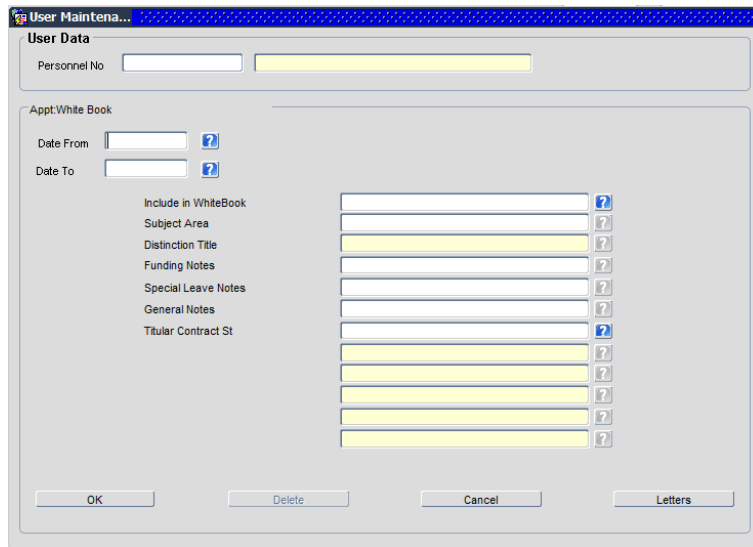 User Maintena...
User Data
Personnel No
Appt:White Book
Date From ?
Date To ?
Include in WhiteBook ?
Subject Area ?
Distinction Title ?
Funding Notes ?
Special Leave Notes ?
General Notes ?
Titular Contract St ?
?
?
?
?
?
OK Delete Cancel Letters